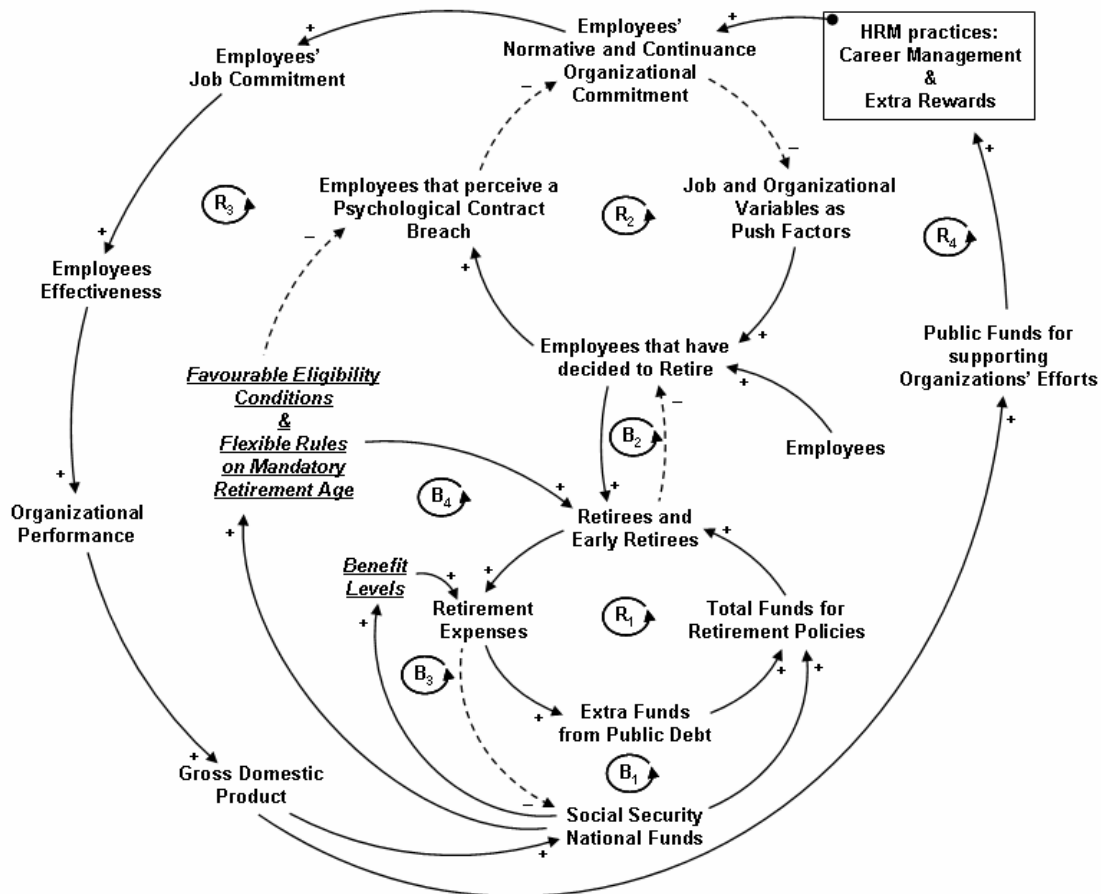 Employees'
Normative and Continuance
Organizational
Commitment
HRM practices:
Career Management
&
Extra Rewards
Employees'
Job Commitment
Employees that perceive a
Psychological Contract
Breach
Job and Organizational
Variables as
Push Factors
R3
R2
R4
Employees
Effectiveness
Employees that have
decided to Retire
Public Funds for
supporting
Organizations' Efforts
Favourable Eligibility
Conditions
&
Flexible Rules
on Mandatory
Retirement Age
B2
Employees
B4
Organizational
Performance
Retirees and
Early Retirees
Benefit
Levels
Retirement
Expenses
R1
Total Funds for
Retirement Policies
B3
Extra Funds
from Public Debt
B1
Gross Domestic
Product
Social Security
National Funds
+
+
–
–
+
–
+
+
+
+
–
+
+
+
+
+
+
+
+
+
+
+
+
+
–
+
+